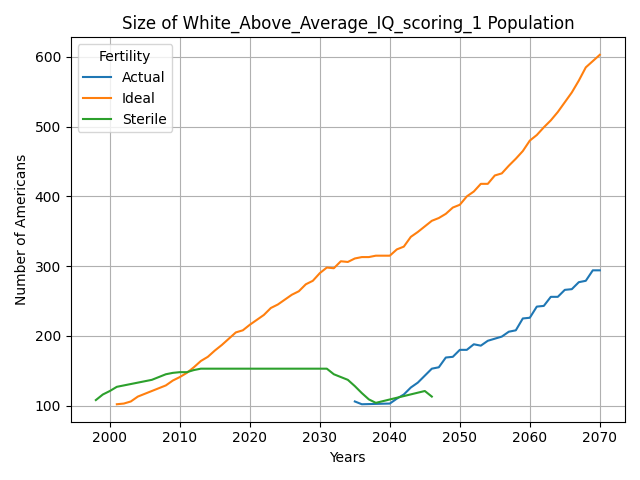 Size of White_Above_Average_IQ_scoring_1 Population
Fertility
Actual
Ideal
Sterile
Number of Americans
600
500
400
300
200
100
2000 2010 2020 2030 2040 2050 2060 2070
Years